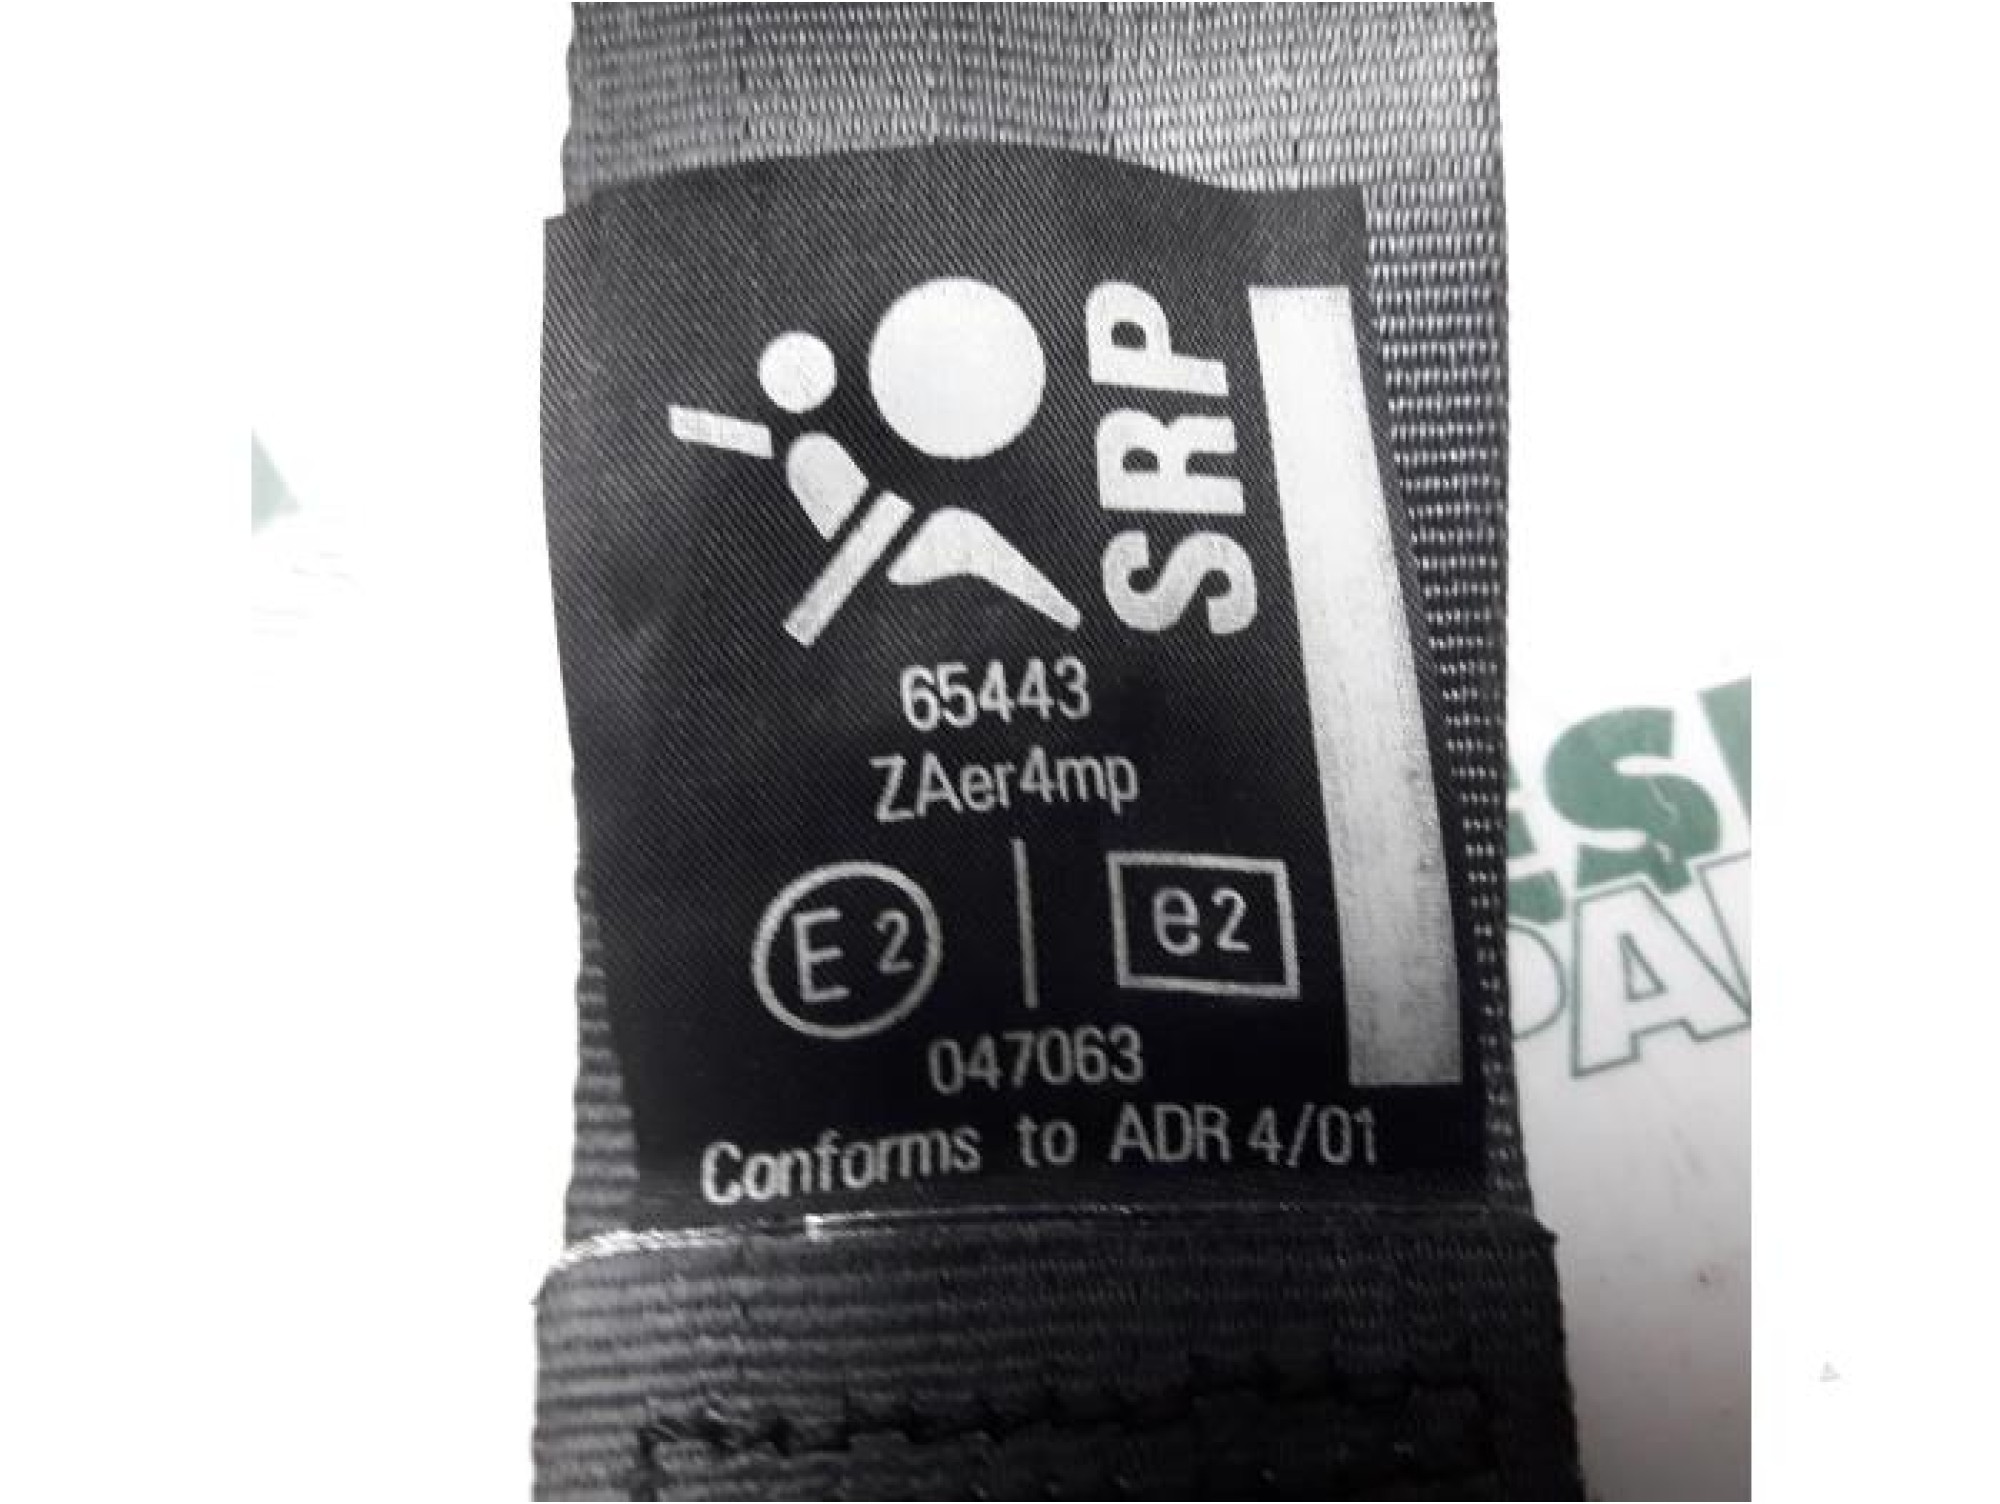 SRP
65443
ZAer4mp
E 2
e2
047063
Conforms to ADR 4/01